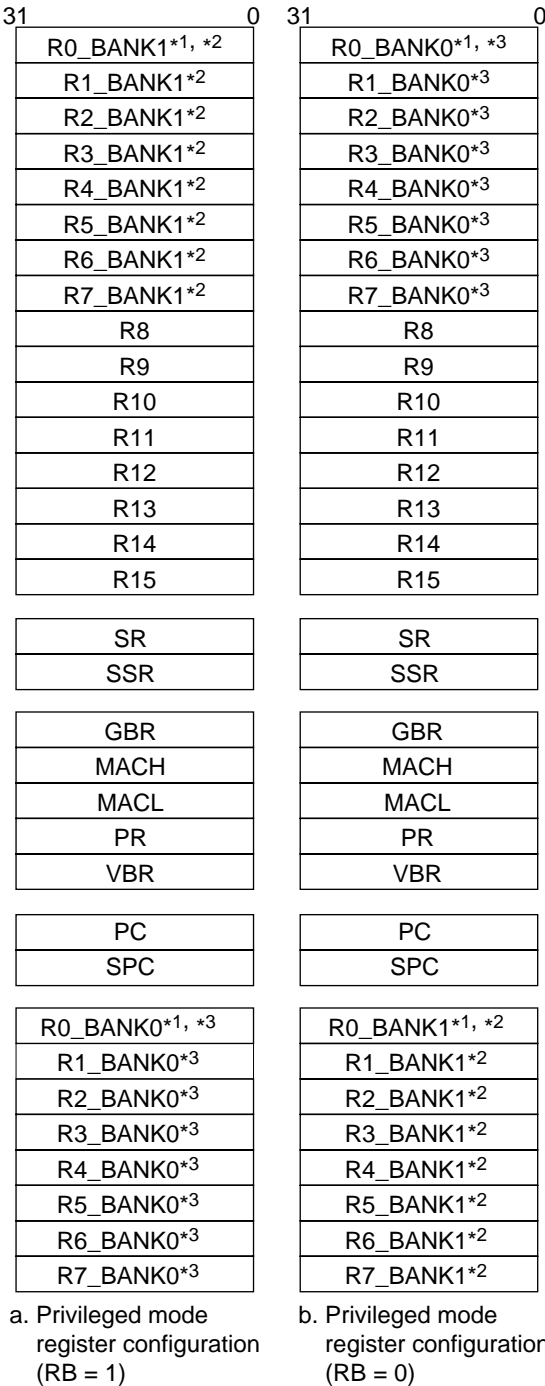 31 0 31 0
R0_BANK1*1, *2 R0_BANK0*1, *3
R1_BANK1*2 R1_BANK0*3
R2_BANK1*2 R2_BANK0*3
R3_BANK1*2 R3_BANK0*3
R4_BANK1*2 R4_BANK0*3
R5_BANK1*2 R5_BANK0*3
R6_BANK1*2 R6_BANK0*3
R7_BANK1*2 R7_BANK0*3
R8 R8
R9 R9
R10 R10
R11 R11
R12 R12
R13 R13
R14 R14
R15 R15
SR SR
SSR SSR
GBR GBR
MACH MACH
MACL MACL
PR PR
VBR VBR
PC PC
SPC SPC
R0_BANK0*1, *3 R0_BANK1*1, *2
R1_BANK0*3 R1_BANK1*2
R2_BANK0*3 R2_BANK1*2
R3_BANK0*3 R3_BANK1*2
R4_BANK0*3 R4_BANK1*2
R5_BANK0*3 R5_BANK1*2
R6_BANK0*3 R6_BANK1*2
R7_BANK0*3 R7_BANK1*2
a. Privileged mode b. Privileged mode
register configuration register configuration
(RB = 1) (RB = 0)